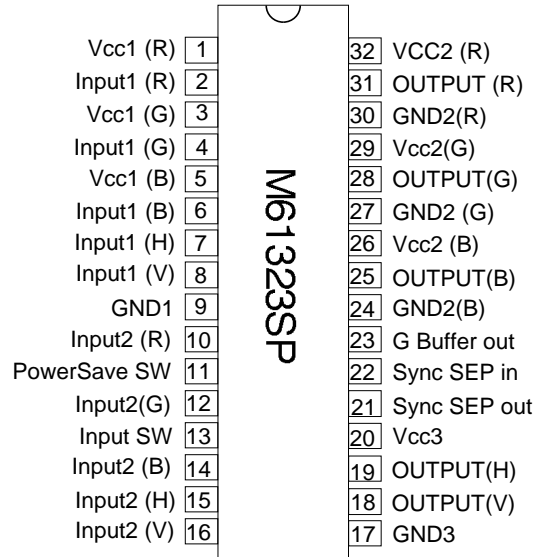 Vcc1 (R) 1
Input1 (R) 2
Vcc1 (G) 3
Input1 (G) 4
Vcc1 (B) 5
Input1 (B) 6
Input1 (H) 7
Input1 (V) 8
GND1 9
Input2 (R) 10
PowerSave SW 11
Input2(G) 12
Input SW 13
Input2 (B) 14
Input2 (H) 15
Input2 (V) 16
M61323SP
32 VCC2 (R)
31 OUTPUT (R)
30 GND2(R)
29 Vcc2(G)
28 OUTPUT(G)
27 GND2 (G)
26 Vcc2 (B)
25 OUTPUT(B)
24 GND2(B)
23 G Buffer out
22 Sync SEP in
21 Sync SEP out
20 Vcc3
19 OUTPUT(H)
18 OUTPUT(V)
17 GND3